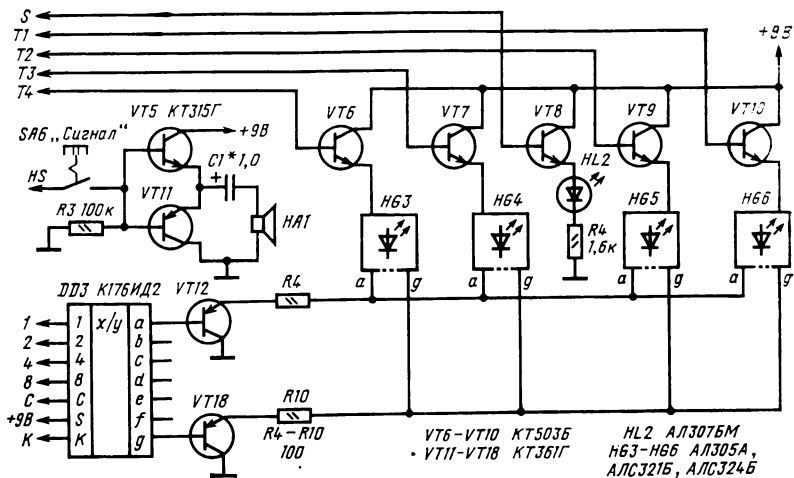 S
T1
T2
T3
T4
+9В
VT5 КТ315Г
VT6
VT7
VT8
VT9
VT10
SA6 „Сигнал“
+9В
C1* 1,0
+
HL2
HS
VT11
R3 100к
HA1
HG3
HG4
R4
1,6к
HG5
HG6
a
g
a
g
a
g
a
g
DD3 К176ИД2
VT12
R4
1
1
x/y
a
2
2
b
4
4
c
8
8
d
C
C
e
+9В
S
f
K
K
g
VT18
R10
R4–R10
100
VT6–VT10 КТ503Б
VT11–VT18 КТ361Г
HL2 АЛ307БМ
HG3–HG6 АЛ305А,
АЛС321Б, АЛС324Б